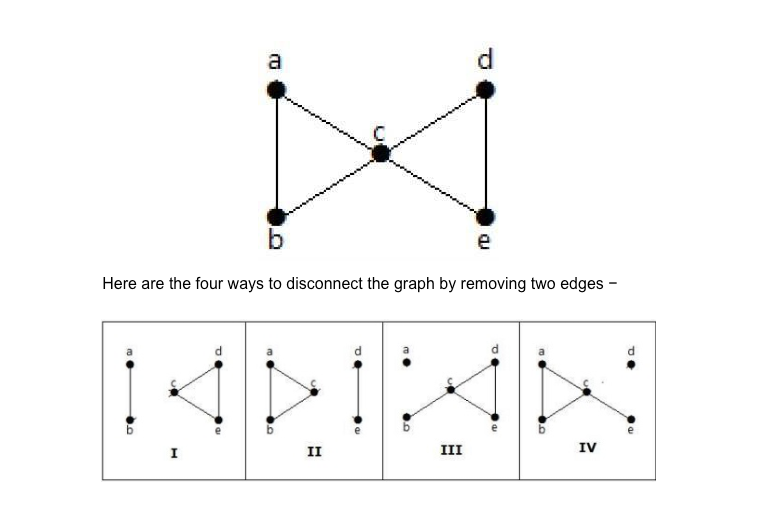 a d
c
b e
Here are the four ways to disconnect the graph by removing two edges −
a d a d a d a d
c c c c
b e b e b e b e
I II III IV